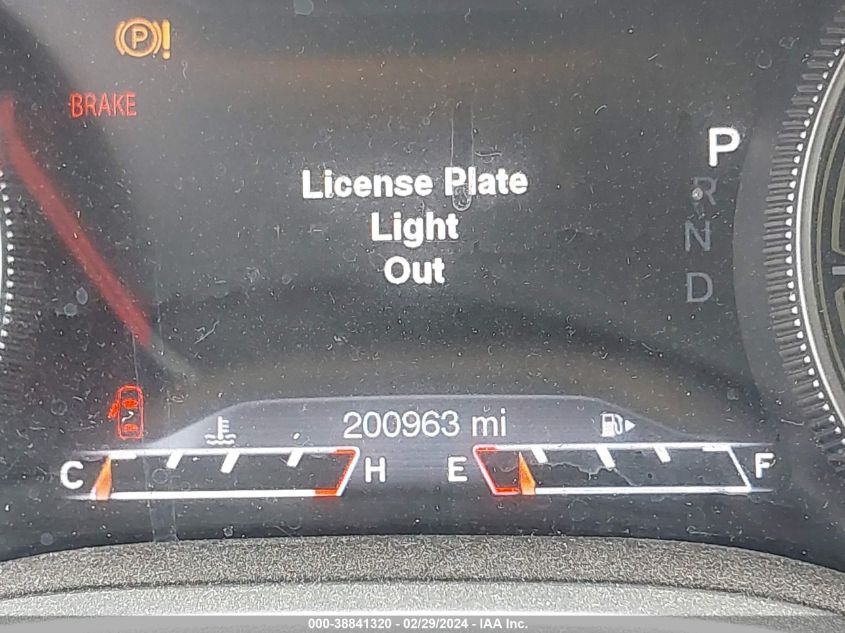 P !
BRAKE
P
R
N
D
License Plate
Light
Out
200963 mi
C H E F
000-38841320 - 02/29/2024 - IAA Inc.